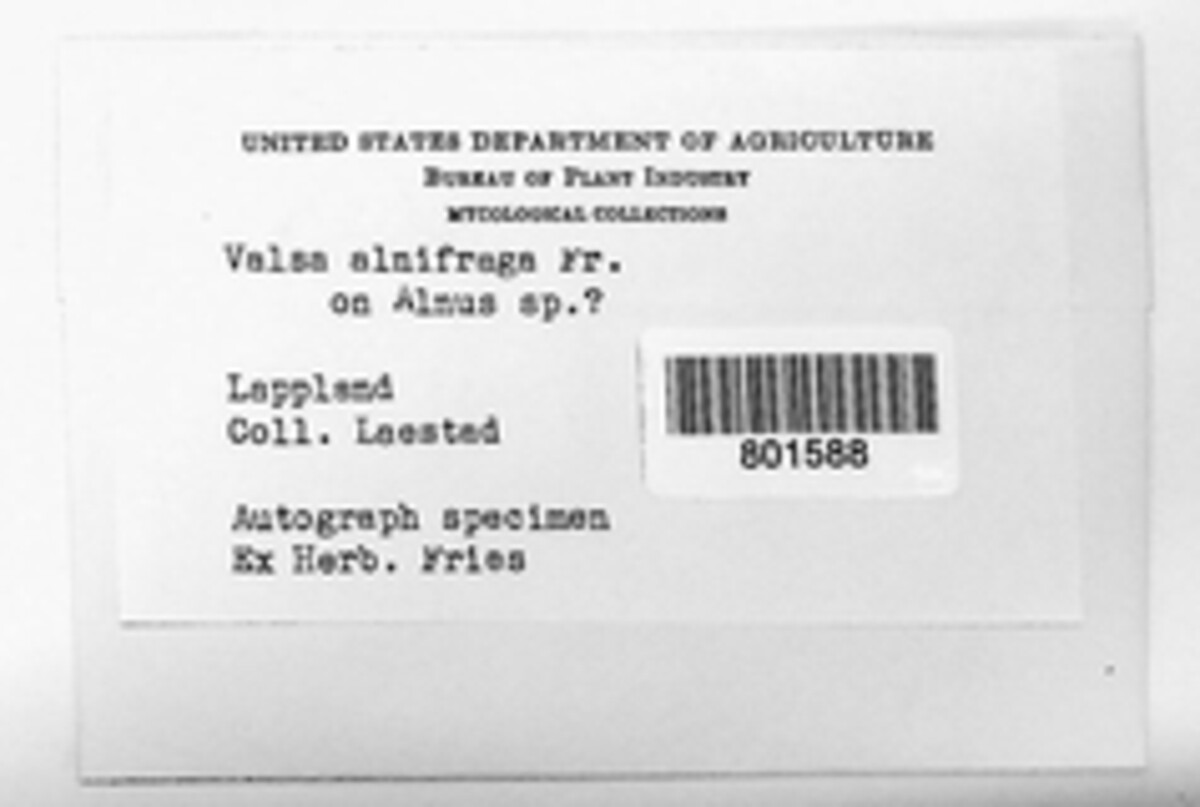 UNITED STATES DEPARTMENT OF AGRICULTURE
BUREAU OF PLANT INDUSTRY
MYCOLOGICAL COLLECTIONS
Valsa alnifraga Fr.
on Alnus sp.?
Lappland
Coll. Laestad
801588
Autograph specimen
Ex Herb. Fries